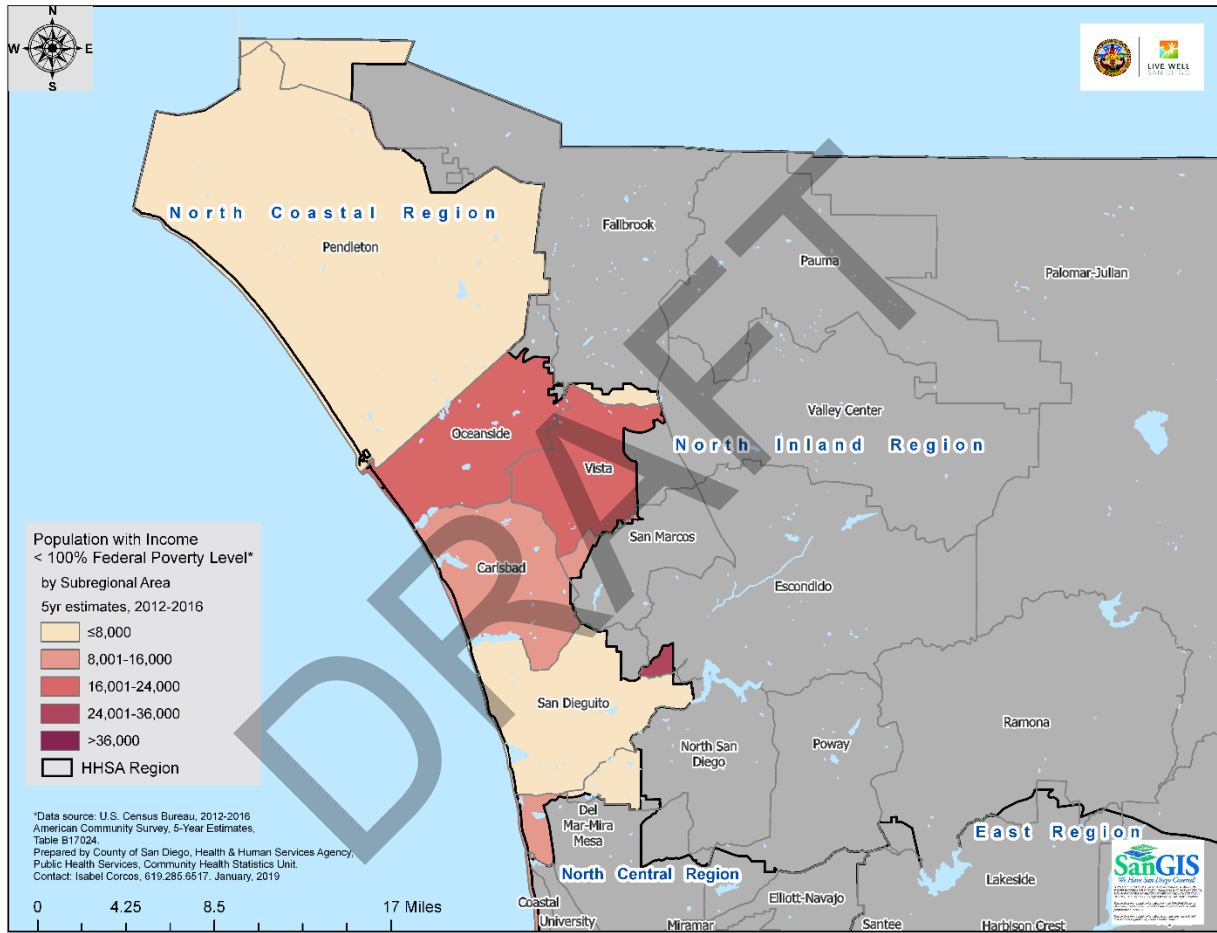 N
W E
S
LIVE WELL
SAN DIEGO
North Coastal Region
Pendleton
Fallbrook
Pauma
Palomar-Julian
Oceanside
Vista
Valley Center
North Inland Region
San Marcos
Carlsbad
Escondido
San Dieguito
North San
Diego
Poway
Ramona
Del
Mar-Mira
Mesa
East Region
North Central Region
Lakeside
Coastal
University
Elliott-Navajo
Miramar
Santee
Harbison Crest
DRAFT
Population with Income
< 100% Federal Poverty Level*
by Subregional Area
5yr estimates, 2012-2016
≤8,000
8,001-16,000
16,001-24,000
24,001-36,000
>36,000
HHSA Region
*Data source: U.S. Census Bureau, 2012-2016
American Community Survey, 5-Year Estimates,
Table B17024.
Prepared by County of San Diego, Health & Human Services Agency,
Public Health Services, Community Health Statistics Unit.
Contact: Isabel Corcos, 619.285.6517. January, 2019
0 4.25 8.5 17 Miles
SanGIS
We Have San Diego Covered!